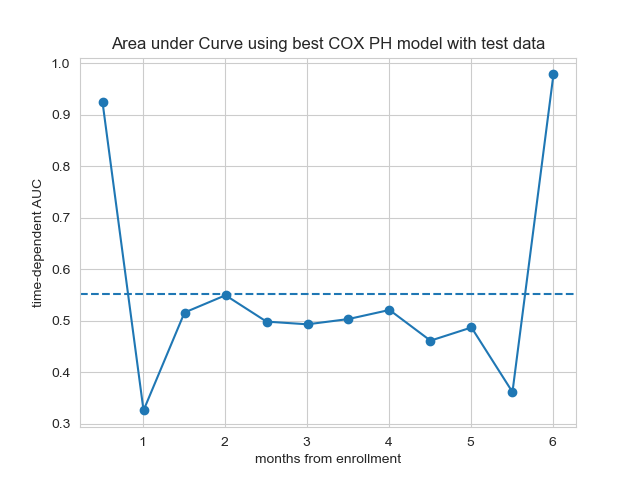 Area under Curve using best COX PH model with test data
time-dependent AUC
1.0
0.9
0.8
0.7
0.6
0.5
0.4
0.3
1 2 3 4 5 6
months from enrollment